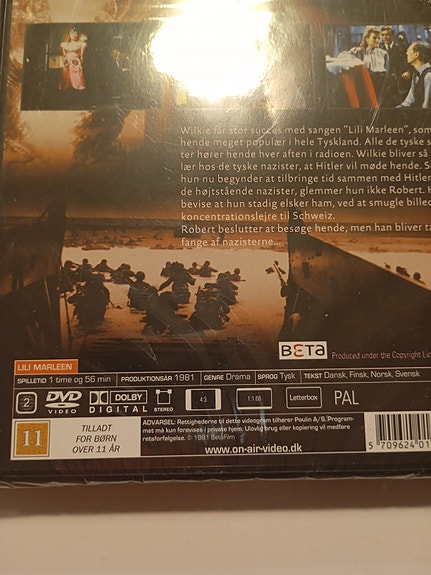 Wilkie får stor succes med sangen "Lili Marleen", som
hende meget populær i hele Tyskland. Alle de tyske s
ter hører hende hver aften i radioen. Wilkie bliver så
lær hos de tyske nazister, at Hitler vil møde hende. S
hun nu begynder at tilbringe tid sammen med Hitler
de højtstående nazister, glemmer hun ikke Robert. H
bevise at hun stadig elsker ham, ved at smugle billed
koncentrationslejre til Schweiz.
Robert beslutter at besøge hende, men han bliver ta
fange af nazisterne...
BETA
Produced under the Copyright Lic
LILI MARLEEN
SPILLETID 1 time og 56 min
PRODUKTIONSÅR 1981
GENRE Drama
SPROG Tysk
TEKST Dansk, Finsk, Norsk, Svensk
2
DVD VIDEO
DOLBY DIGITAL
STEREO
4:3
1:1.66
Letterbox
PAL
11
TILLADT
FOR BØRN
OVER 11 ÅR
ADVARSEL: Rettighederne til dette videogram tilhører Poulin A/S. Program-
met må kun forevises i private hjem. Ulovlig brug eller kopiering vil medføre
retsforfølgelse. © 1981 BetaFilm
www.on-air-video.dk
5 709624 01